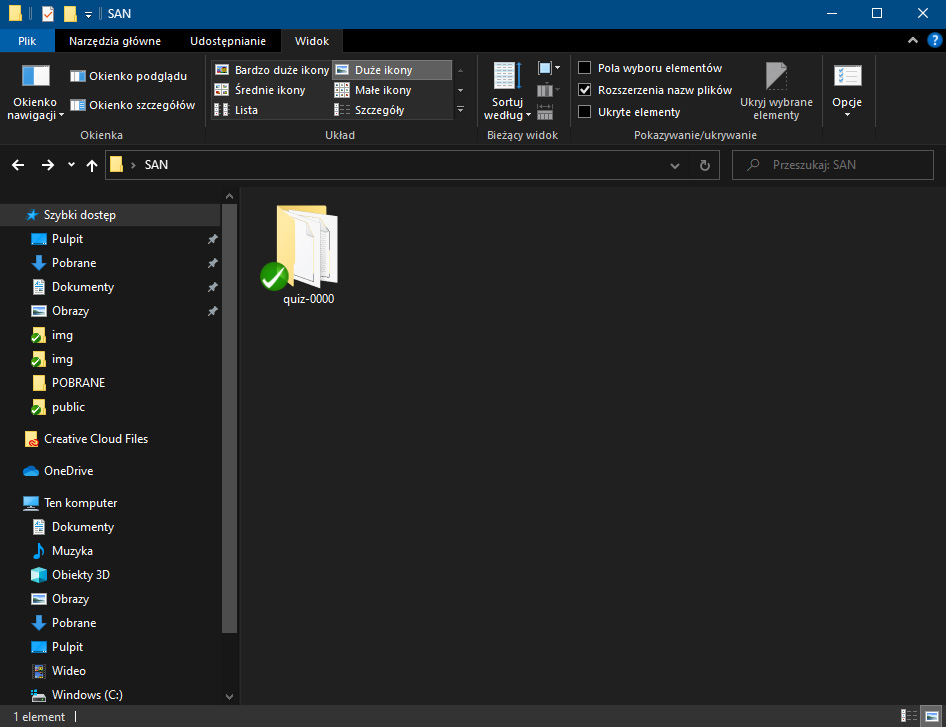 SAN
Plik Narzędzia główne Udostępnianie Widok
Okienko nawigacji
Okienko podglądu
Okienko szczegółów
Okienka
Bardzo duże ikony Duże ikony
Średnie ikony Małe ikony
Lista Szczegóły
Układ
Sortuj według
Bieżący widok
Pola wyboru elementów
Rozszerzenia nazw plików
Ukryte elementy
Ukryj wybrane elementy
Pokazywanie/ukrywanie
Opcje
SAN
Przeszukaj: SAN
Szybki dostęp
Pulpit
Pobrane
Dokumenty
Obrazy
img
img
POBRANE
public
Creative Cloud Files
OneDrive
Ten komputer
Dokumenty
Muzyka
Obiekty 3D
Obrazy
Pobrane
Pulpit
Wideo
Windows (C:)
quiz-0000
1 element